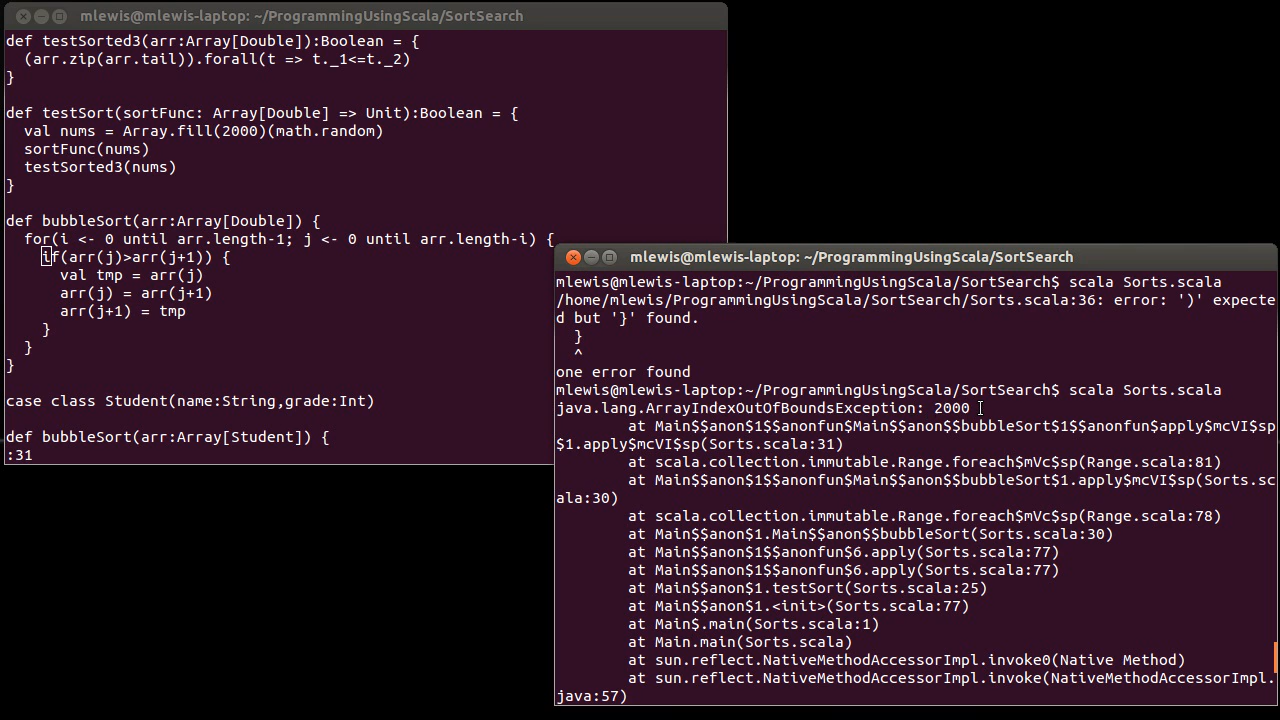 mlewis@mlewis-laptop: ~/ProgrammingUsingScala/SortSearch
def testSorted3(arr:Array[Double]):Boolean = {
  (arr.zip(arr.tail)).forall(t => t._1<=t._2)
}

def testSort(sortFunc: Array[Double] => Unit):Boolean = {
  val nums = Array.fill(2000)(math.random)
  sortFunc(nums)
  testSorted3(nums)
}

def bubbleSort(arr:Array[Double]) {
  for(i <- 0 until arr.length-1; j <- 0 until arr.length-i) {
    if(arr(j)>arr(j+1)) {
      val tmp = arr(j)
      arr(j) = arr(j+1)
      arr(j+1) = tmp
    }
  }
}

case class Student(name:String,grade:Int)

def bubbleSort(arr:Array[Student]) {
:31
mlewis@mlewis-laptop: ~/ProgrammingUsingScala/SortSearch
mlewis@mlewis-laptop:~/ProgrammingUsingScala/SortSearch$ scala Sorts.scala
/home/mlewis/ProgrammingUsingScala/SortSearch/Sorts.scala:36: error: ')' expecte
d but '}' found.
  }
  ^
one error found
mlewis@mlewis-laptop:~/ProgrammingUsingScala/SortSearch$ scala Sorts.scala
java.lang.ArrayIndexOutOfBoundsException: 2000
        at Main$$anon$1$$anonfun$Main$$anon$$bubbleSort$1$$anonfun$apply$mcVI$sp
$1.apply$mcVI$sp(Sorts.scala:31)
        at scala.collection.immutable.Range.foreach$mVc$sp(Range.scala:81)
        at Main$$anon$1$$anonfun$Main$$anon$$bubbleSort$1.apply$mcVI$sp(Sorts.sc
ala:30)
        at scala.collection.immutable.Range.foreach$mVc$sp(Range.scala:78)
        at Main$$anon$1.Main$$anon$$bubbleSort(Sorts.scala:30)
        at Main$$anon$1$$anonfun$6.apply(Sorts.scala:77)
        at Main$$anon$1$$anonfun$6.apply(Sorts.scala:77)
        at Main$$anon$1.testSort(Sorts.scala:25)
        at Main$$anon$1.<init>(Sorts.scala:77)
        at Main$.main(Sorts.scala:1)
        at Main.main(Sorts.scala)
        at sun.reflect.NativeMethodAccessorImpl.invoke0(Native Method)
        at sun.reflect.NativeMethodAccessorImpl.invoke(NativeMethodAccessorImpl.
java:57)